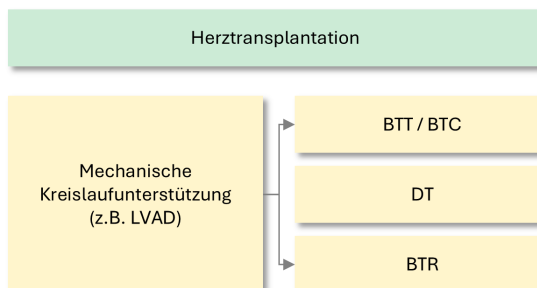 Herztransplantation
Mechanische
Kreislaufunterstützung
(z.B. LVAD)
BTT / BTC
DT
BTR